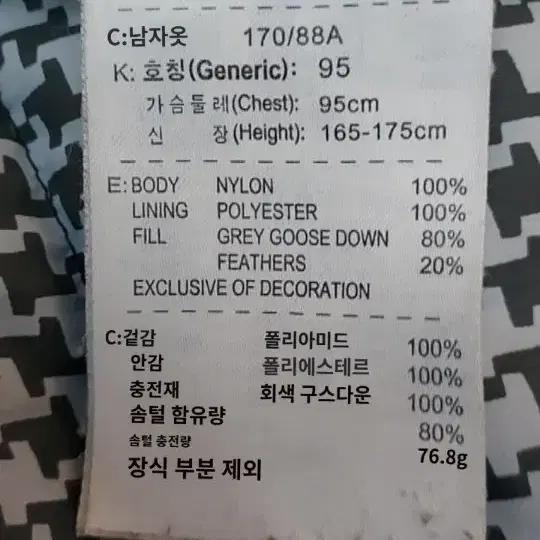 C:남자옷 170/88A
K: 호칭(Generic): 95
가슴둘레(Chest): 95cm
신 장(Height): 165-175cm
E: BODY NYLON 100%
LINING POLYESTER 100%
FILL GREY GOOSE DOWN 80%
FEATHERS 20%
EXCLUSIVE OF DECORATION
C:겉감 폴리아미드 100%
안감 폴리에스테르 100%
충전재 회색 구스다운 100%
솜털 함유량 80%
솜털 충전량 76.8g
장식 부분 제외